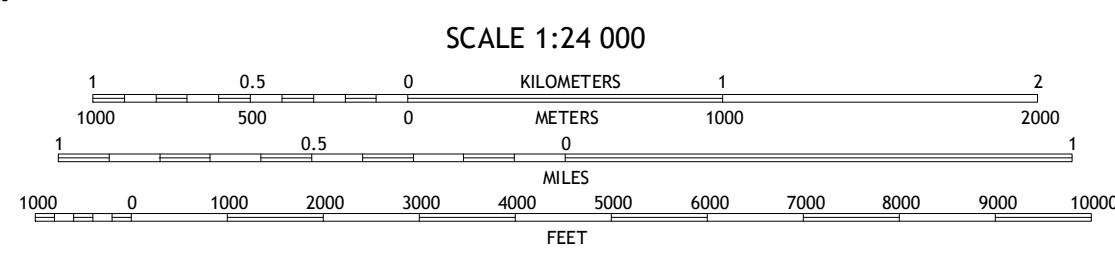 SCALE 1:24 000
1 0.5 0 KILOMETERS 1 2
1000 500 0 METERS 1000 2000
1 0.5 0 1
MILES
1000 0 1000 2000 3000 4000 5000 6000 7000 8000 9000 10000
FEET